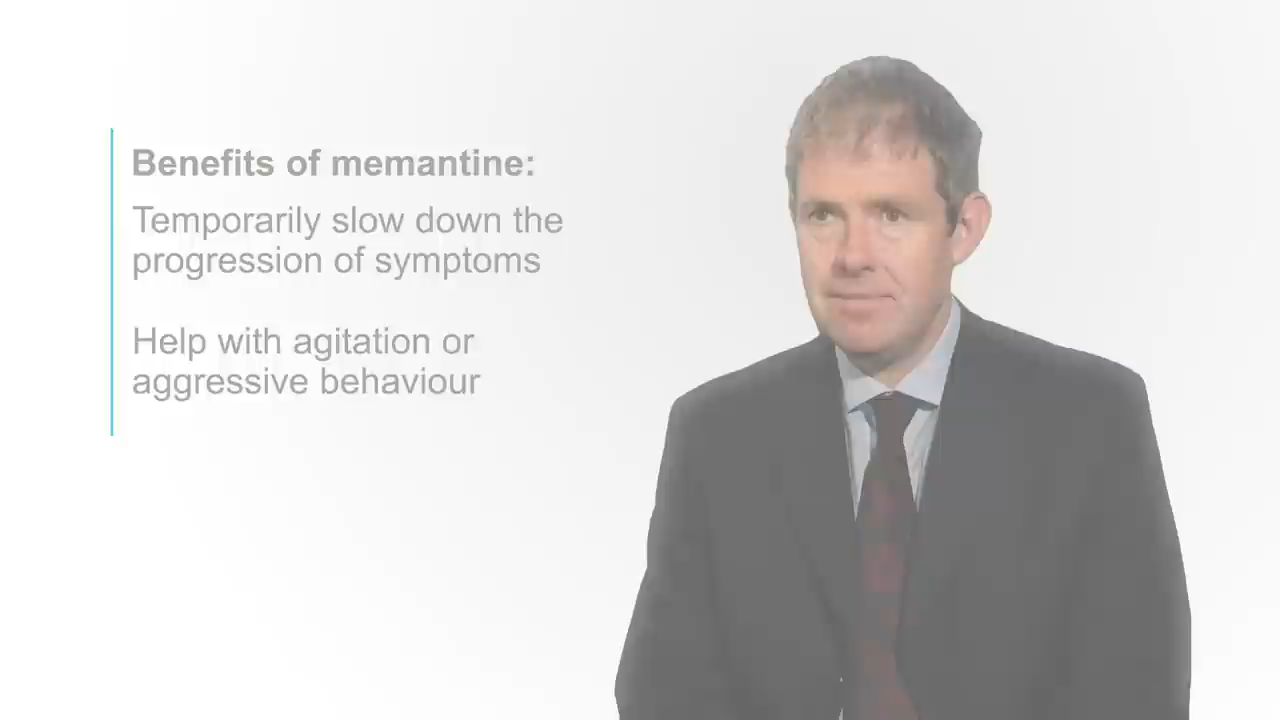 Benefits of memantine:
Temporarily slow down the
progression of symptoms
Help with agitation or
aggressive behaviour